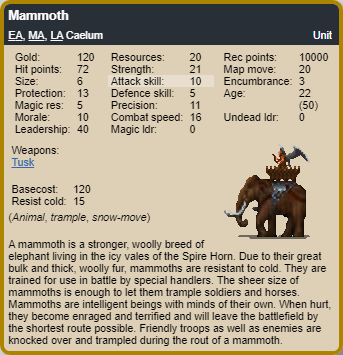 Mammoth
EA, MA, LA Caelum Unit
Gold: 120 Resources: 20 Rec points: 10000
Hit points: 72 Strength: 21 Map move: 20
Size: 6 Attack skill: 10 Encumbrance: 3
Protection: 13 Defence skill: 5 Age: 22
Magic res: 5 Precision: 11 (50)
Morale: 10 Combat speed: 16 Undead ldr: 0
Leadership: 40 Magic ldr: 0
Weapons:
Tusk
Basecost: 120
Resist cold: 15
(Animal, trample, snow-move)
A mammoth is a stronger, woolly breed of
elephant living in the icy vales of the Spire Horn. Due to their great
bulk and thick, woolly fur, mammoths are resistant to cold. They are
trained for use in battle by special handlers. The sheer size of
mammoths is enough to let them trample soldiers and horses.
Mammoths are intelligent beings with minds of their own. When hurt,
they become enraged and terrified and will leave the battlefield by
the shortest route possible. Friendly troops as well as enemies are
knocked over and trampled during the rout of a mammoth.